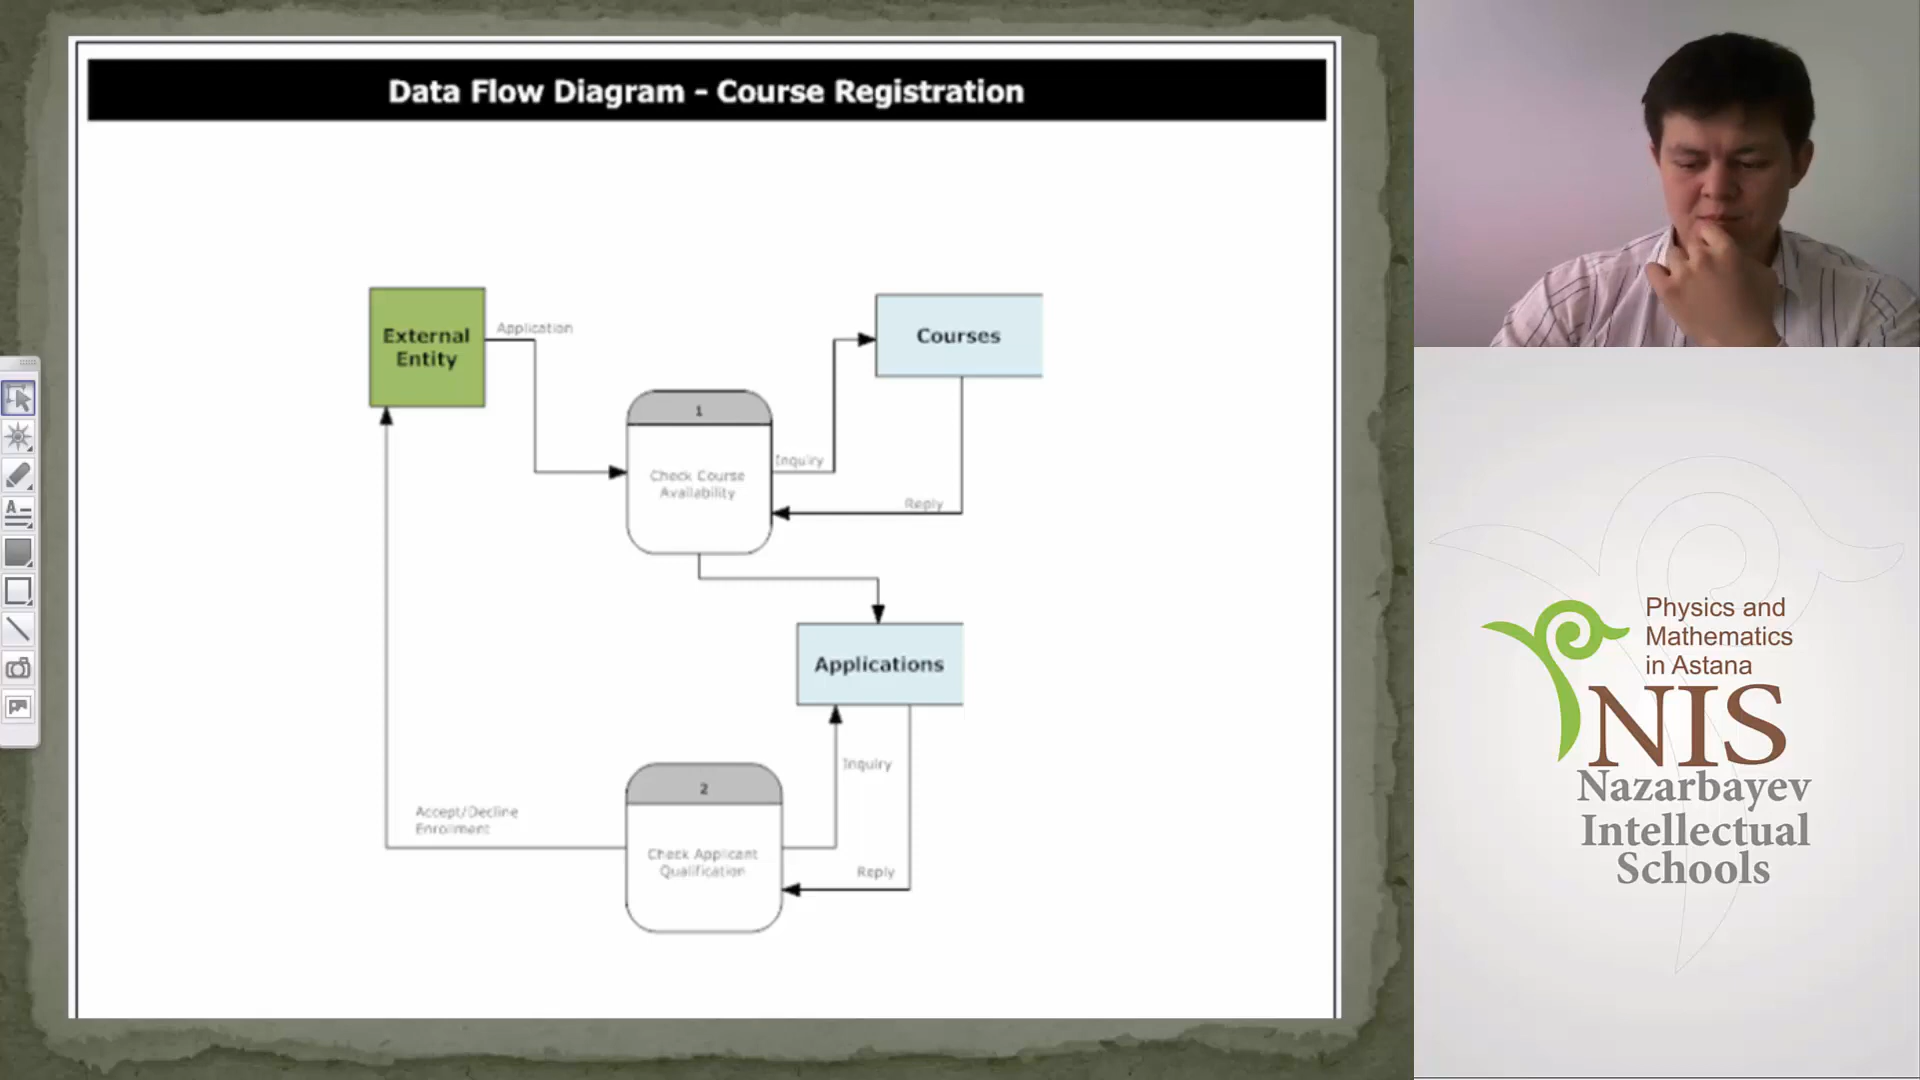 Data Flow Diagram - Course Registration
External
Entity
Application
Courses
1
Check Course
Availability
Inquiry
Reply
Applications
Inquiry
2
Accept/Decline
Enrollment
Check Applicant
Qualification
Reply
Physics and
Mathematics
in Astana
NIS
Nazarbayev
Intellectual
Schools